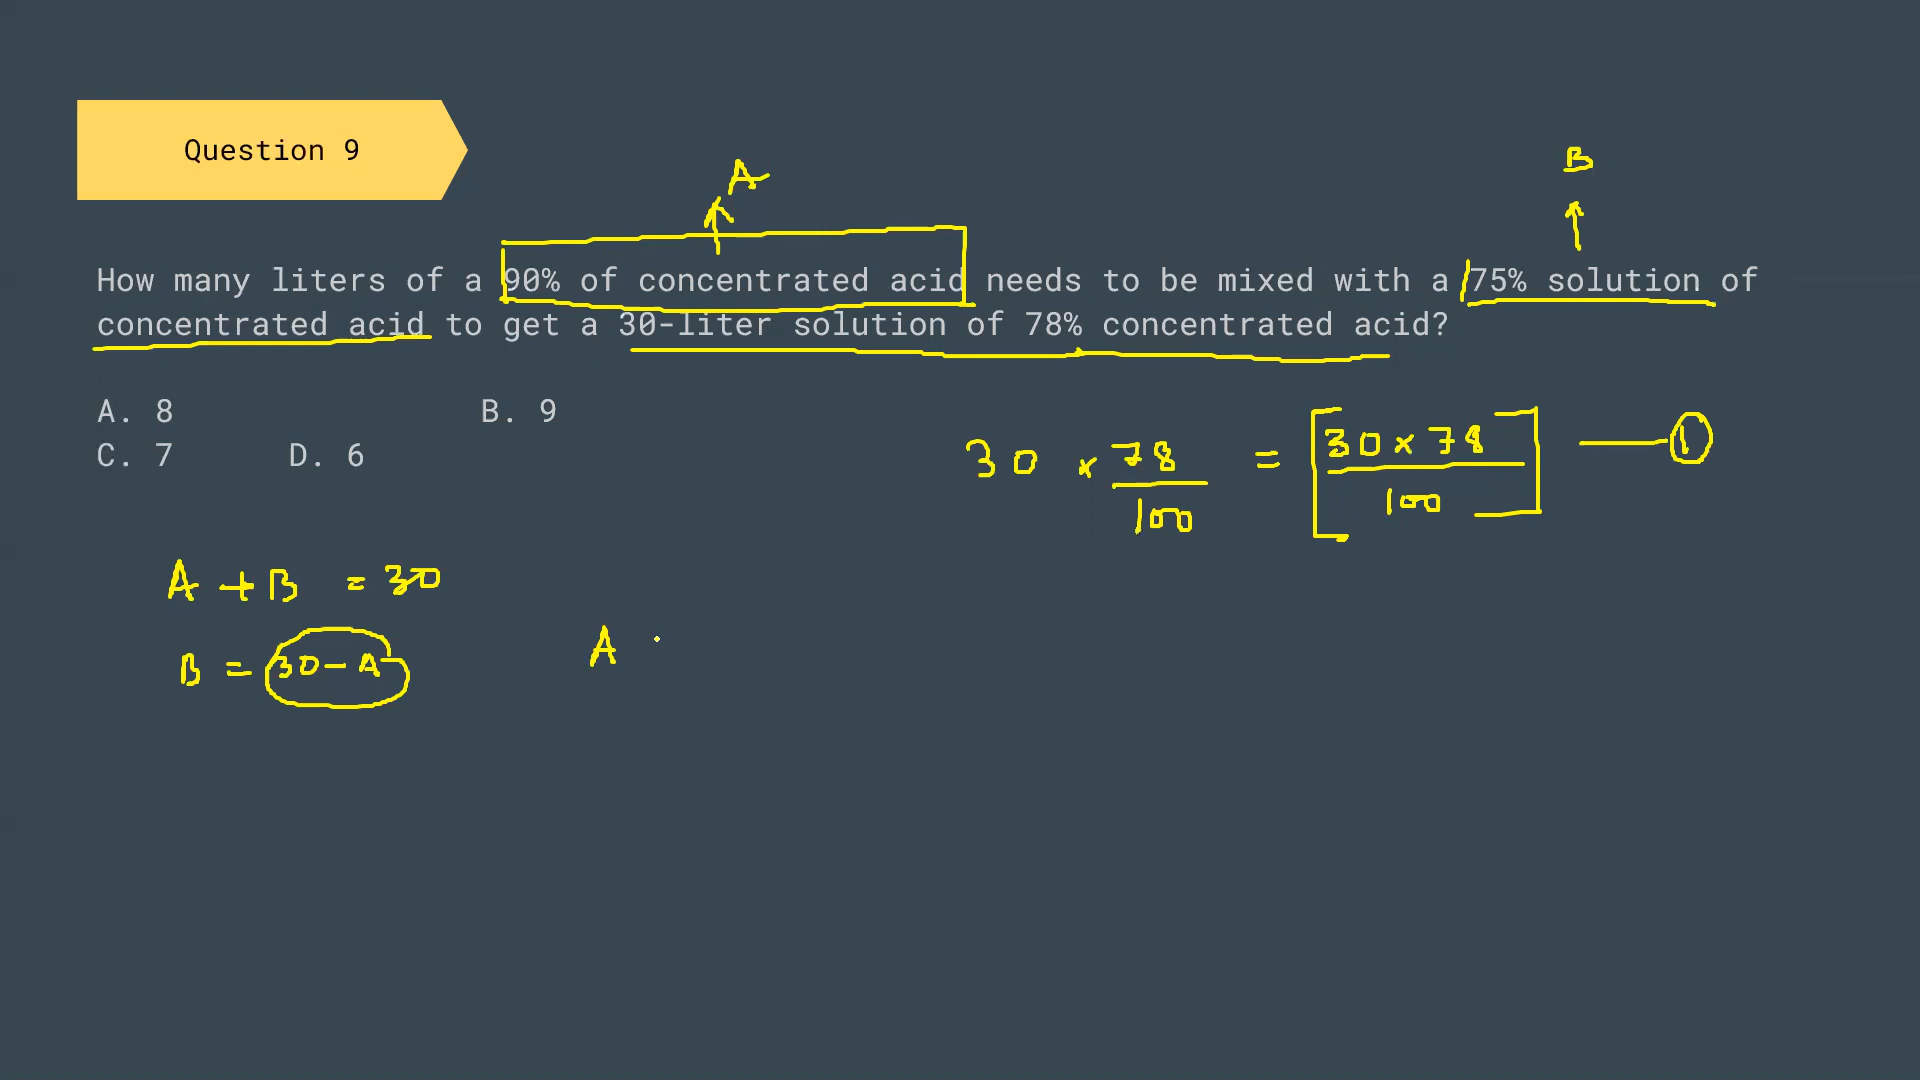 Question 9
A
B
How many liters of a 90% of concentrated acid needs to be mixed with a 75% solution of
concentrated acid to get a 30-liter solution of 78% concentrated acid?
A. 8 B. 9
C. 7 D. 6
30 × 78/100 = [30 × 78/100] — ①
A + B = 30
B = 30 - A
A